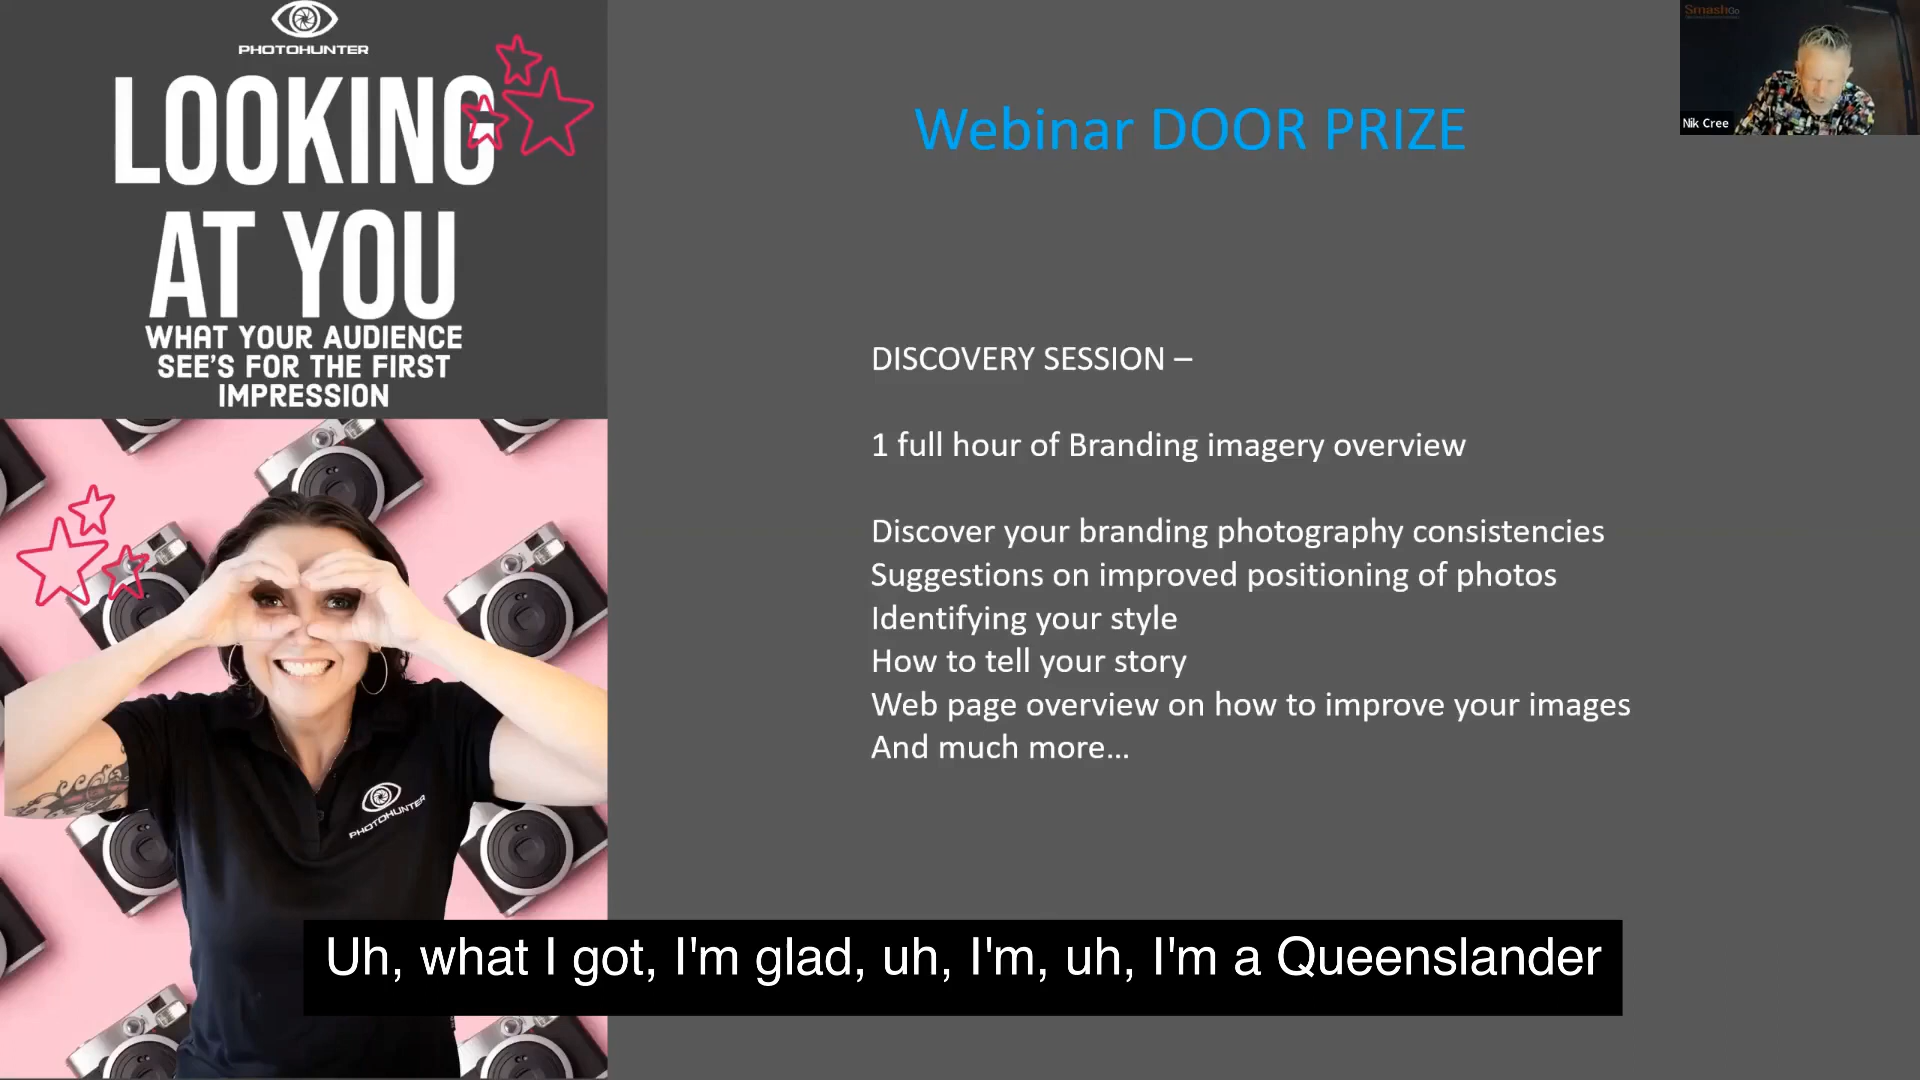 PHOTOHUNTER
LOOKING
AT YOU
WHAT YOUR AUDIENCE
SEE'S FOR THE FIRST
IMPRESSION
PHOTOHUNTER
Webinar DOOR PRIZE
DISCOVERY SESSION –
1 full hour of Branding imagery overview
Discover your branding photography consistencies
Suggestions on improved positioning of photos
Identifying your style
How to tell your story
Web page overview on how to improve your images
And much more...
SmashGo
Nik Cree
Uh, what I got, I'm glad, uh, I'm, uh, I'm a Queenslander